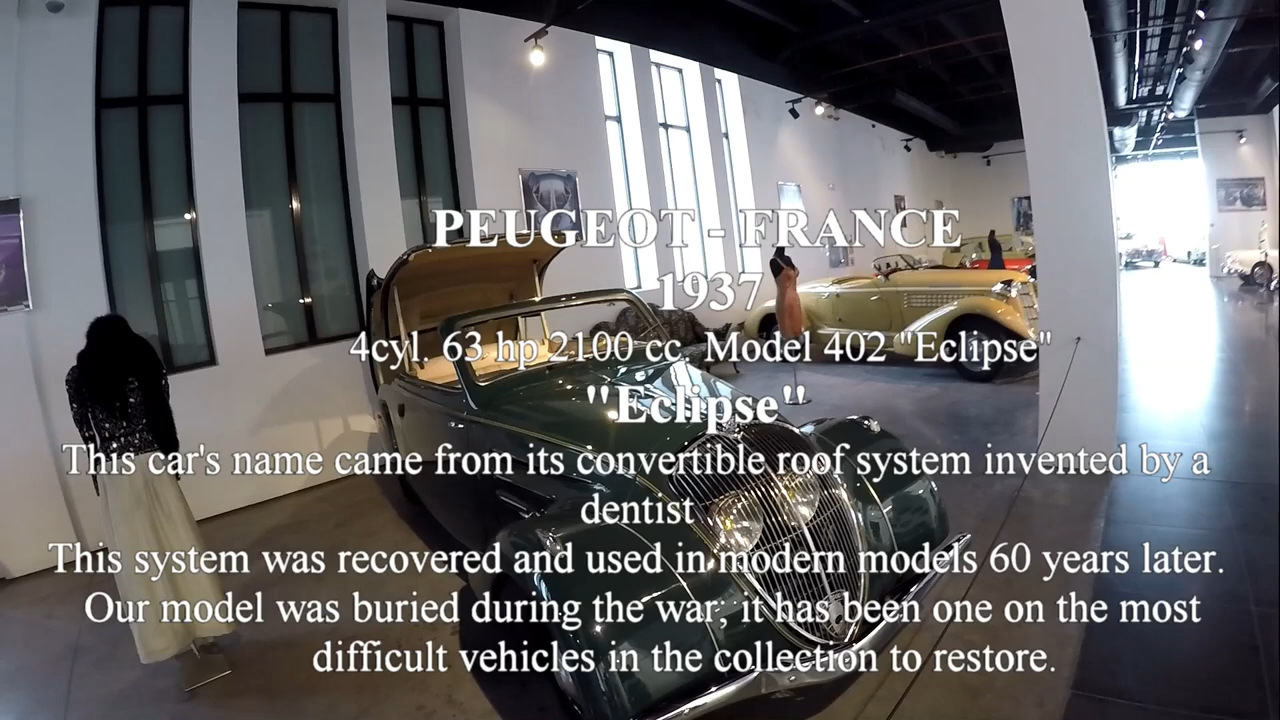 PEUGEOT - FRANCE
1937
4cyl. 63 hp 2100 cc. Model 402 "Eclipse"
"Eclipse"
This car's name came from its convertible roof system invented by a
dentist
This system was recovered and used in modern models 60 years later.
Our model was buried during the war; it has been one on the most
difficult vehicles in the collection to restore.